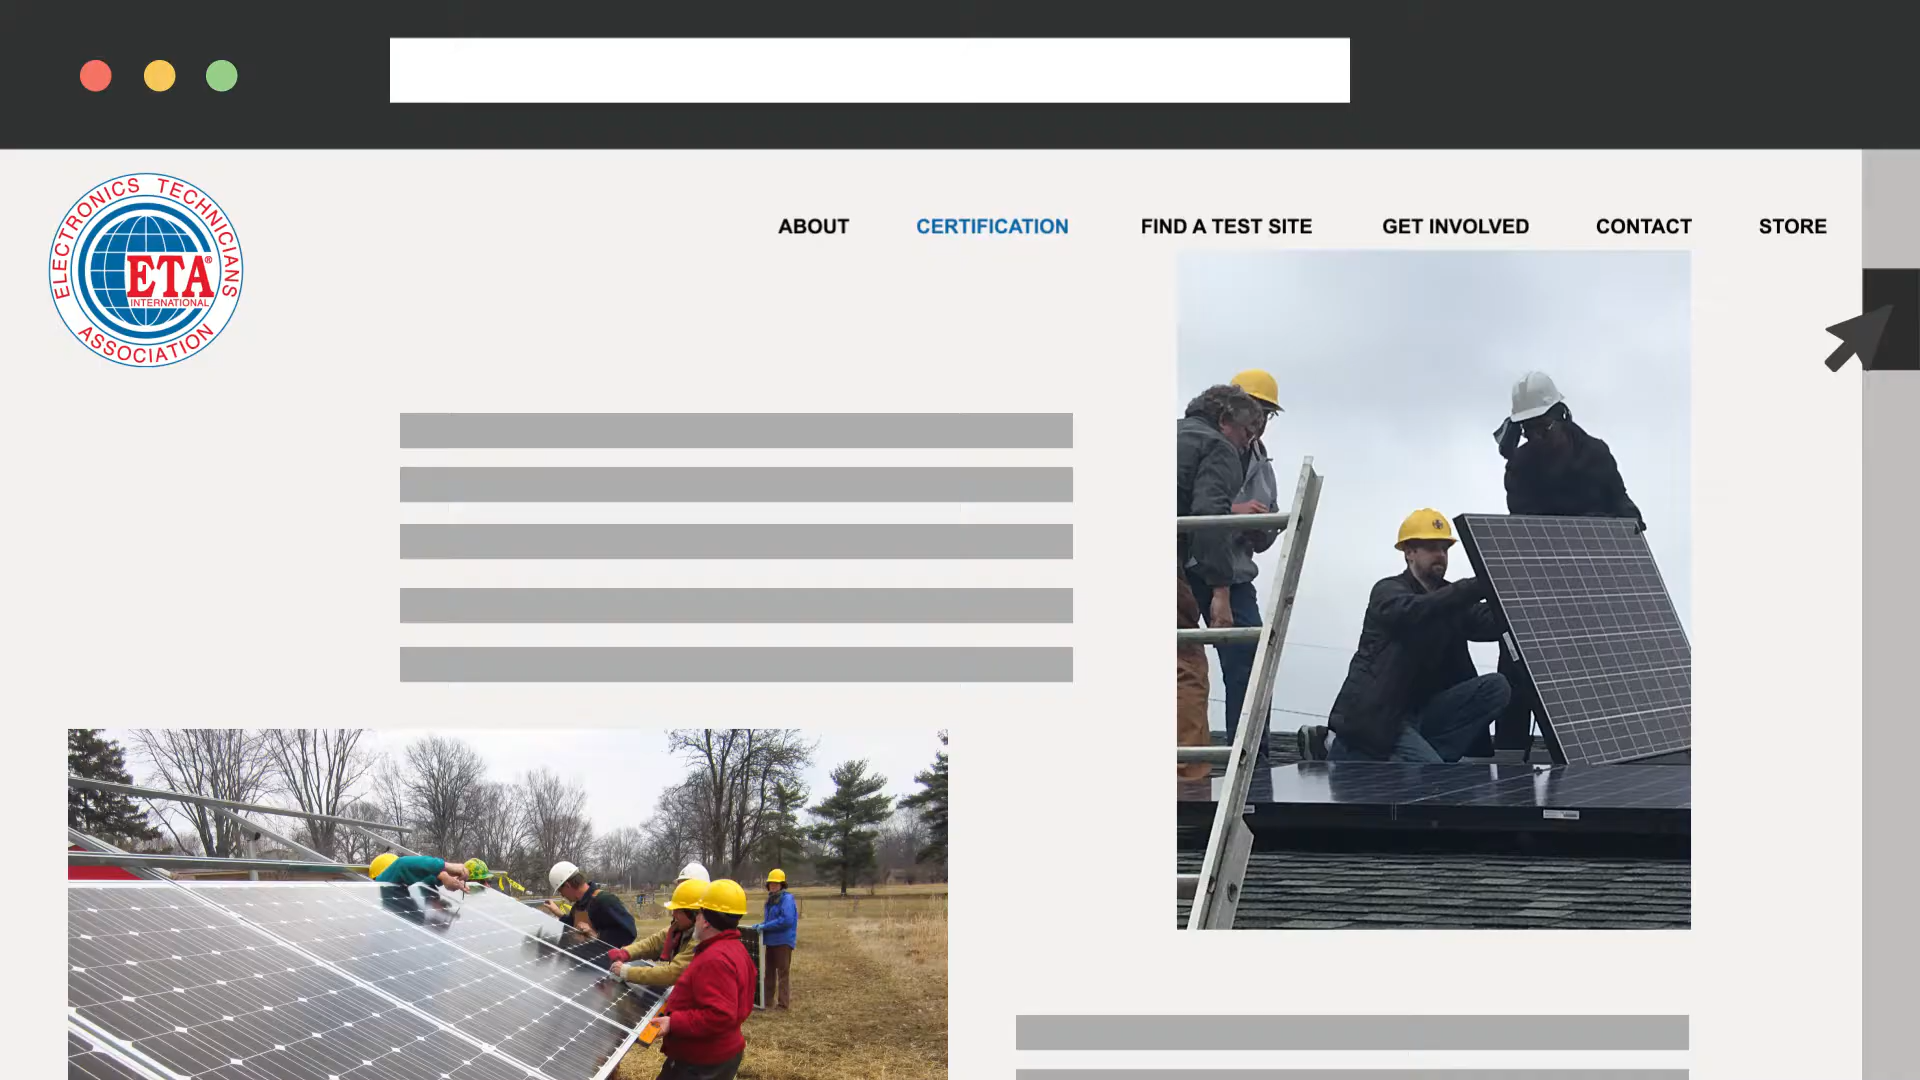 ELECTRONICS TECHNICIANS
ETA®
INTERNATIONAL
ASSOCIATION
ABOUT CERTIFICATION FIND A TEST SITE GET INVOLVED CONTACT STORE